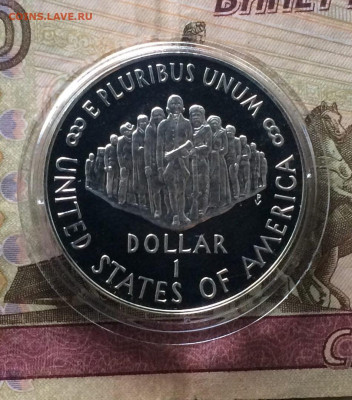 COINS.LAVE.RU
БИЛЕТ
E PLURIBUS UNUM
UNITED STATES OF AMERICA
DOLLAR
1